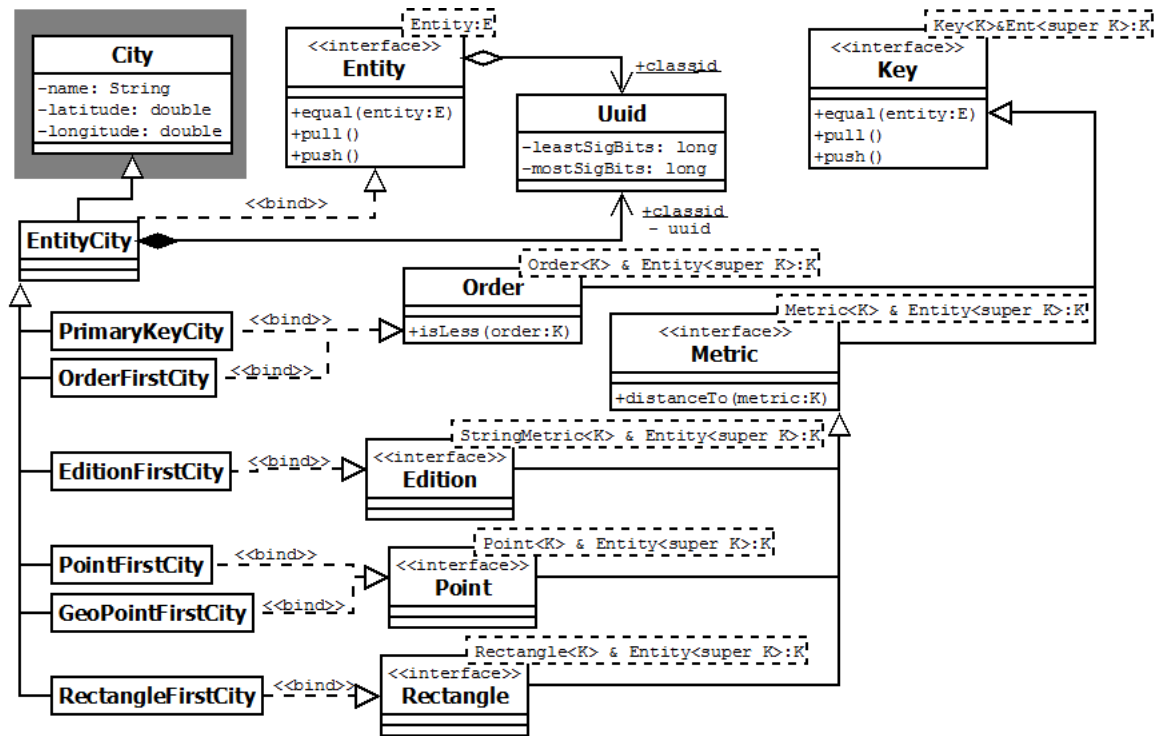 Entity:E
Key<K>&Ent<super K>:K
City
-name: String
-latitude: double
-longitude: double
<<interface>>
Entity
+equal(entity:E)
+pull()
+push()
+classid
Uuid
-leastSigBits: long
-mostSigBits: long
<<interface>>
Key
+equal(entity:E)
+pull()
+push()
<<bind>>
+classid
- uuid
EntityCity
Order<K> & Entity<super K>:K
Order
+isLess(order:K)
Metric<K> & Entity<super K>:K
<<interface>>
Metric
+distanceTo(metric:K)
PrimaryKeyCity
<<bind>>
OrderFirstCity
<<bind>>
StringMetric<K> & Entity<super K>:K
EditionFirstCity
<<bind>>
<<interface>>
Edition
Point<K> & Entity<super K>:K
PointFirstCity
<<bind>>
<<interface>>
Point
GeoPointFirstCity
<<bind>>
Rectangle<K> & Entity<super K>:K
RectangleFirstCity
<<bind>>
<<interface>>
Rectangle